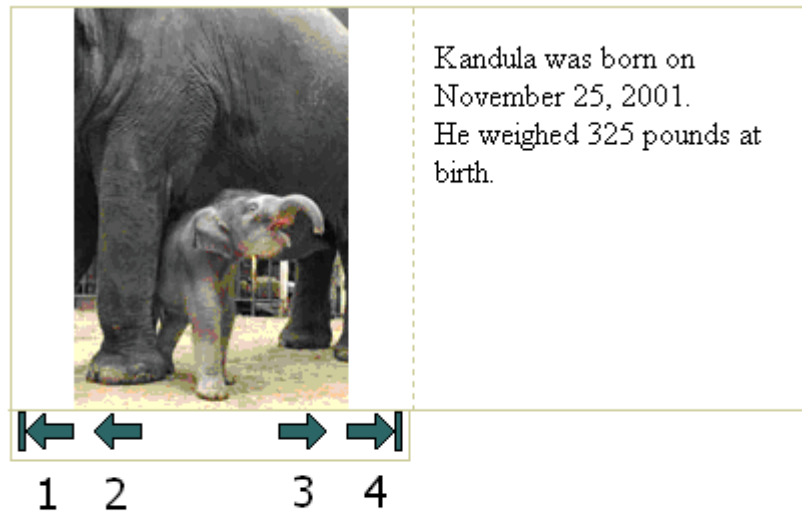 Kandula was born on
November 25, 2001.
He weighed 325 pounds at
birth.
1 2 3 4